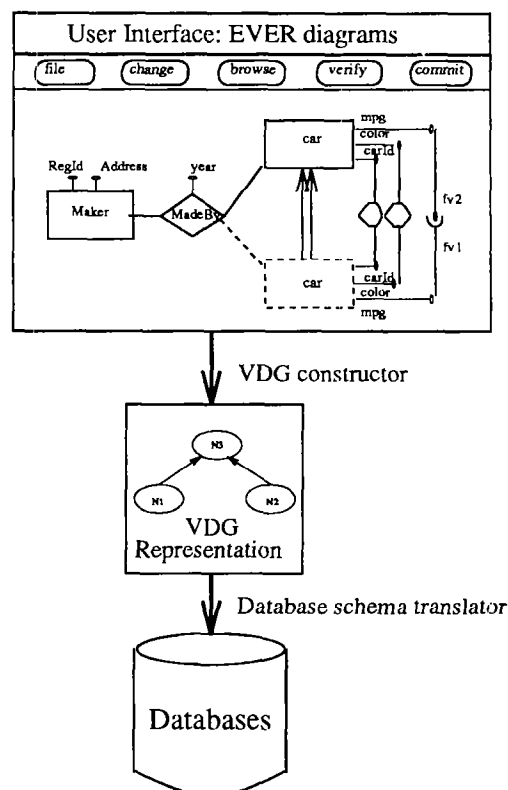 User Interface: EVER diagrams
file change browse verify commit
mpg
color
carId
car
RegId Address year
Maker MadeB
fv2
fv1
car
carId
color
mpg
VDG constructor
N3
N1 N2
VDG
Representation
Database schema translator
Databases